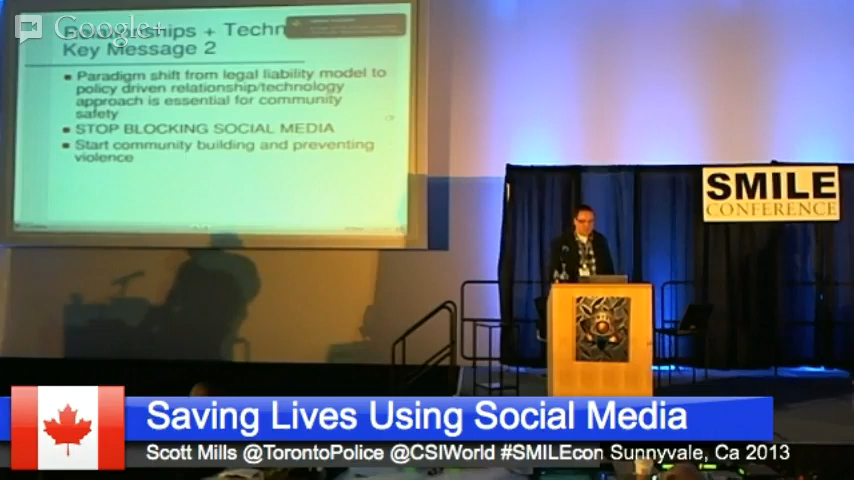 Google+
Relationships + Techn
Key Message 2
Paradigm shift from legal liability model to
policy driven relationship/technology
approach is essential for community
safety
STOP BLOCKING SOCIAL MEDIA
Start community building and preventing
violence
SMILE
CONFERENCE
Saving Lives Using Social Media
Scott Mills @TorontoPolice @CSIWorld #SMILEcon Sunnyvale, Ca 2013